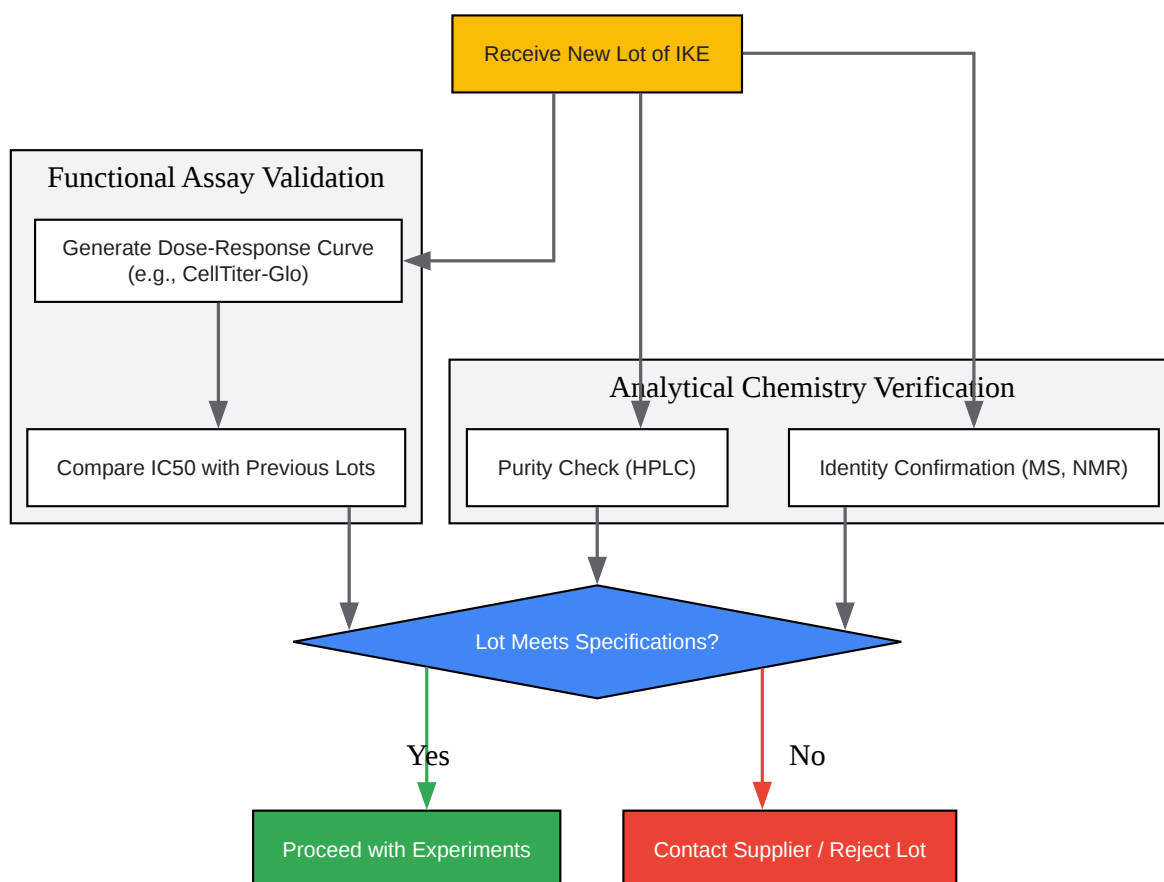 Receive New Lot of IKE
Functional Assay Validation
Generate Dose-Response Curve
(e.g., CellTiter-Glo)
Compare IC50 with Previous Lots
Analytical Chemistry Verification
Purity Check (HPLC)
Identity Confirmation (MS, NMR)
Lot Meets Specifications?
Yes
No
Proceed with Experiments
Contact Supplier / Reject Lot